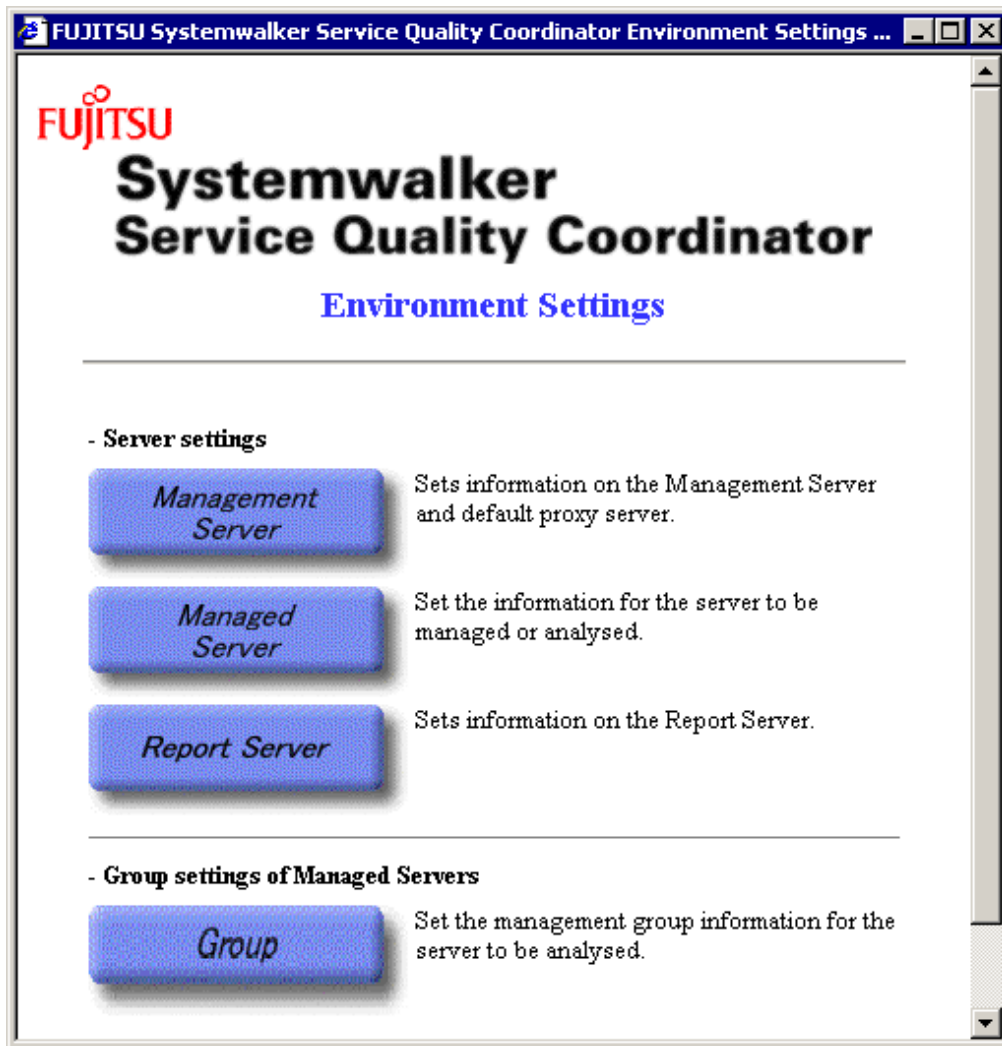 FUJITSU Systemwalker Service Quality Coordinator Environment Settings ...
FUJITSU
Systemwalker
Service Quality Coordinator
Environment Settings
- Server settings
Management
Server
Sets information on the Management Server
and default proxy server.
Managed
Server
Set the information for the server to be
managed or analysed.
Report Server
Sets information on the Report Server.
- Group settings of Managed Servers
Group
Set the management group information for the
server to be analysed.